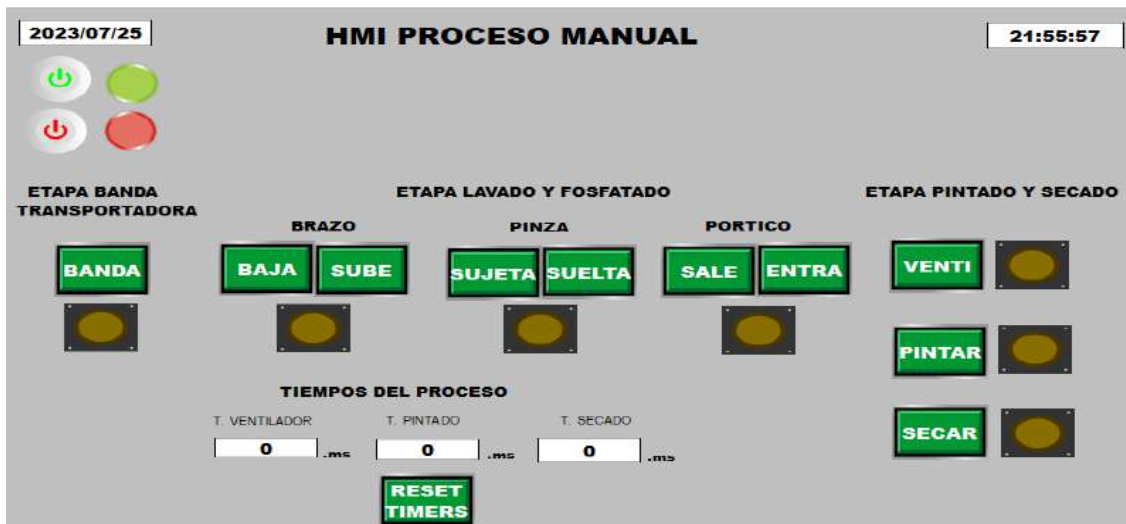 2023/07/25
HMI PROCESO MANUAL
21:55:57
ETAPA BANDA
TRANSPORTADORA
ETAPA LAVADO Y FOSFATADO
ETAPA PINTADO Y SECADO
BRAZO
PINZA
PORTICO
BANDA
BAJA
SUBE
SUJETA
SUELTA
SALE
ENTRA
VENTI
PINTAR
SECAR
TIEMPOS DEL PROCESO
T. VENTILADOR
T. PINTADO
T. SECADO
0 .ms
0 .ms
0 .ms
RESET
TIMERS